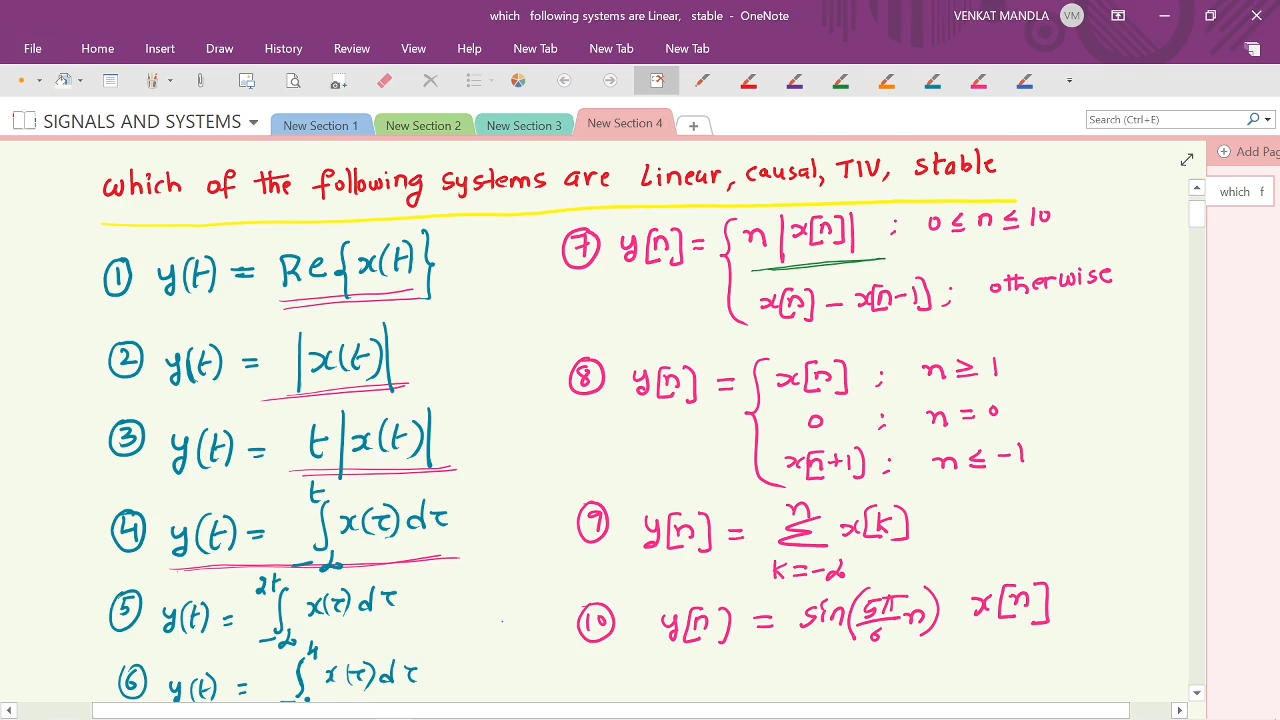 which following systems are Linear, stable - OneNote
VENKAT MANDLA VM
File Home Insert Draw History Review View Help New Tab New Tab New Tab
SIGNALS AND SYSTEMS New Section 1 New Section 2 New Section 3 New Section 4
Search (Ctrl+E)
Add Pag
which f
which of the following systems are Linear, causal, TIV, stable
① y(t) = Re{x(t)}
② y(t) = |x(t)|
③ y(t) = t|x(t)|
④ y(t) = ∫_{-∞}^{t} x(τ) dτ
⑤ y(t) = ∫_{-∞}^{2t} x(τ) dτ
⑥ y(t) = ∫^{4} x(τ) dτ
⑦ y[n] = { n|x[n]| ; 0 ≤ n ≤ 10
x[n] - x[n-1] ; otherwise
⑧ y[n] = { x[n] ; n ≥ 1
0 ; n = 0
x[n+1] ; n ≤ -1
⑨ y[n] = ∑_{k=-∞}^{n} x[k]
⑩ y[n] = sin(5π/6 n) x[n]